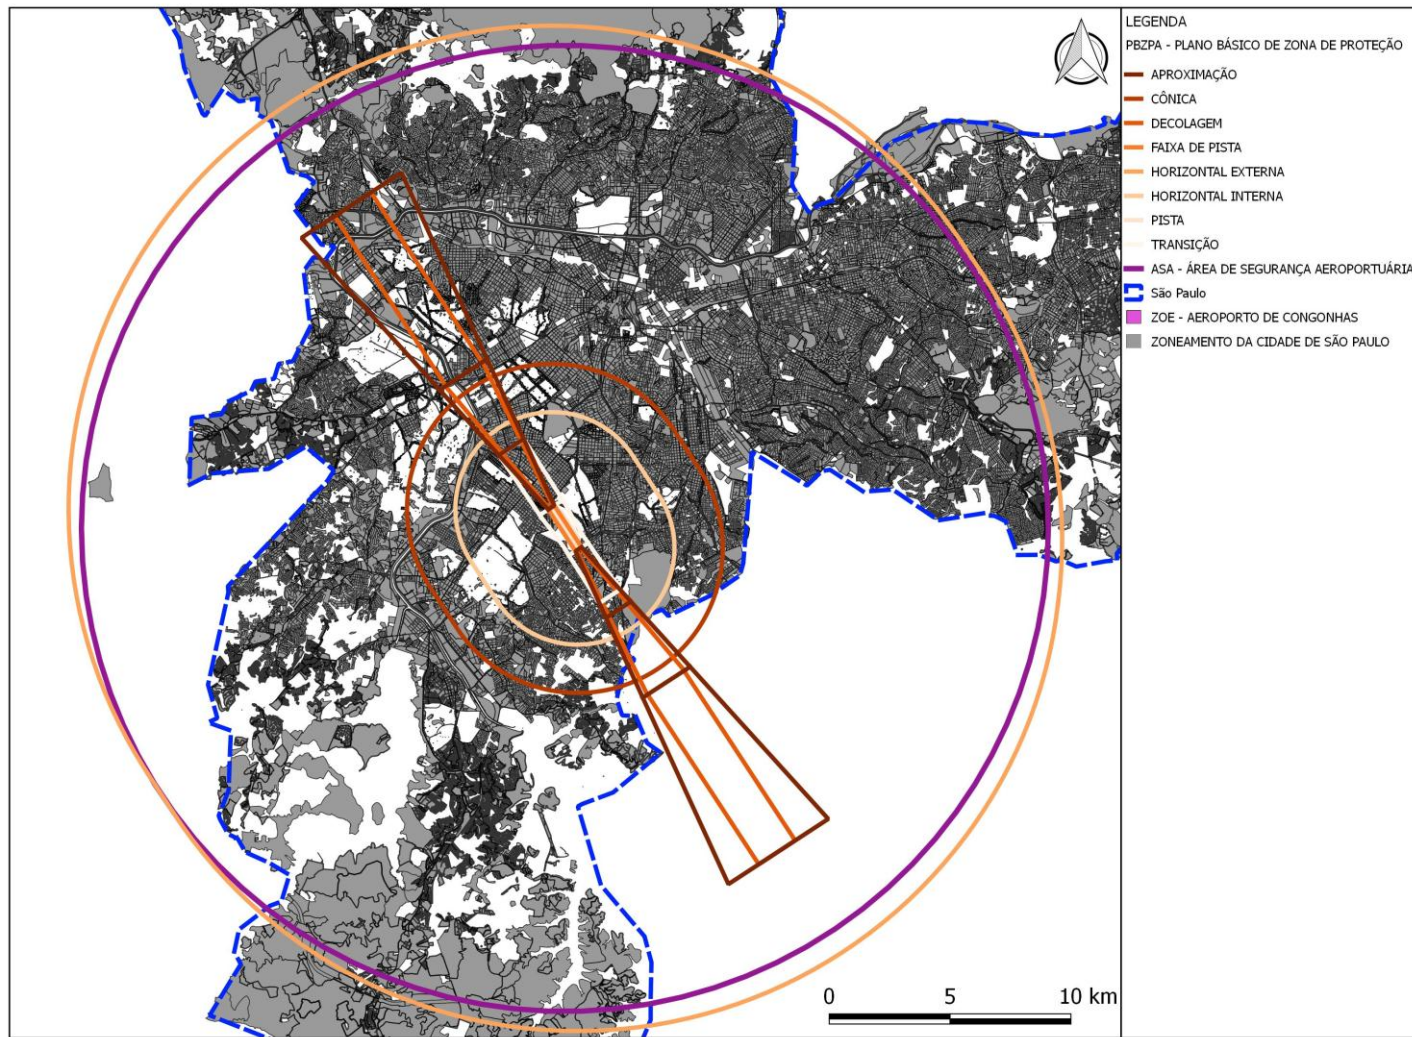 LEGENDA
PBZPA - PLANO BÁSICO DE ZONA DE PROTEÇÃO
APROXIMAÇÃO
CÔNICA
DECOLAGEM
FAIXA DE PISTA
HORIZONTAL EXTERNA
HORIZONTAL INTERNA
PISTA
TRANSIÇÃO
ASA - ÁREA DE SEGURANÇA AEROPORTUÁRIA
São Paulo
ZOE - AEROPORTO DE CONGONHAS
ZONEAMENTO DA CIDADE DE SÃO PAULO
0 5 10 km